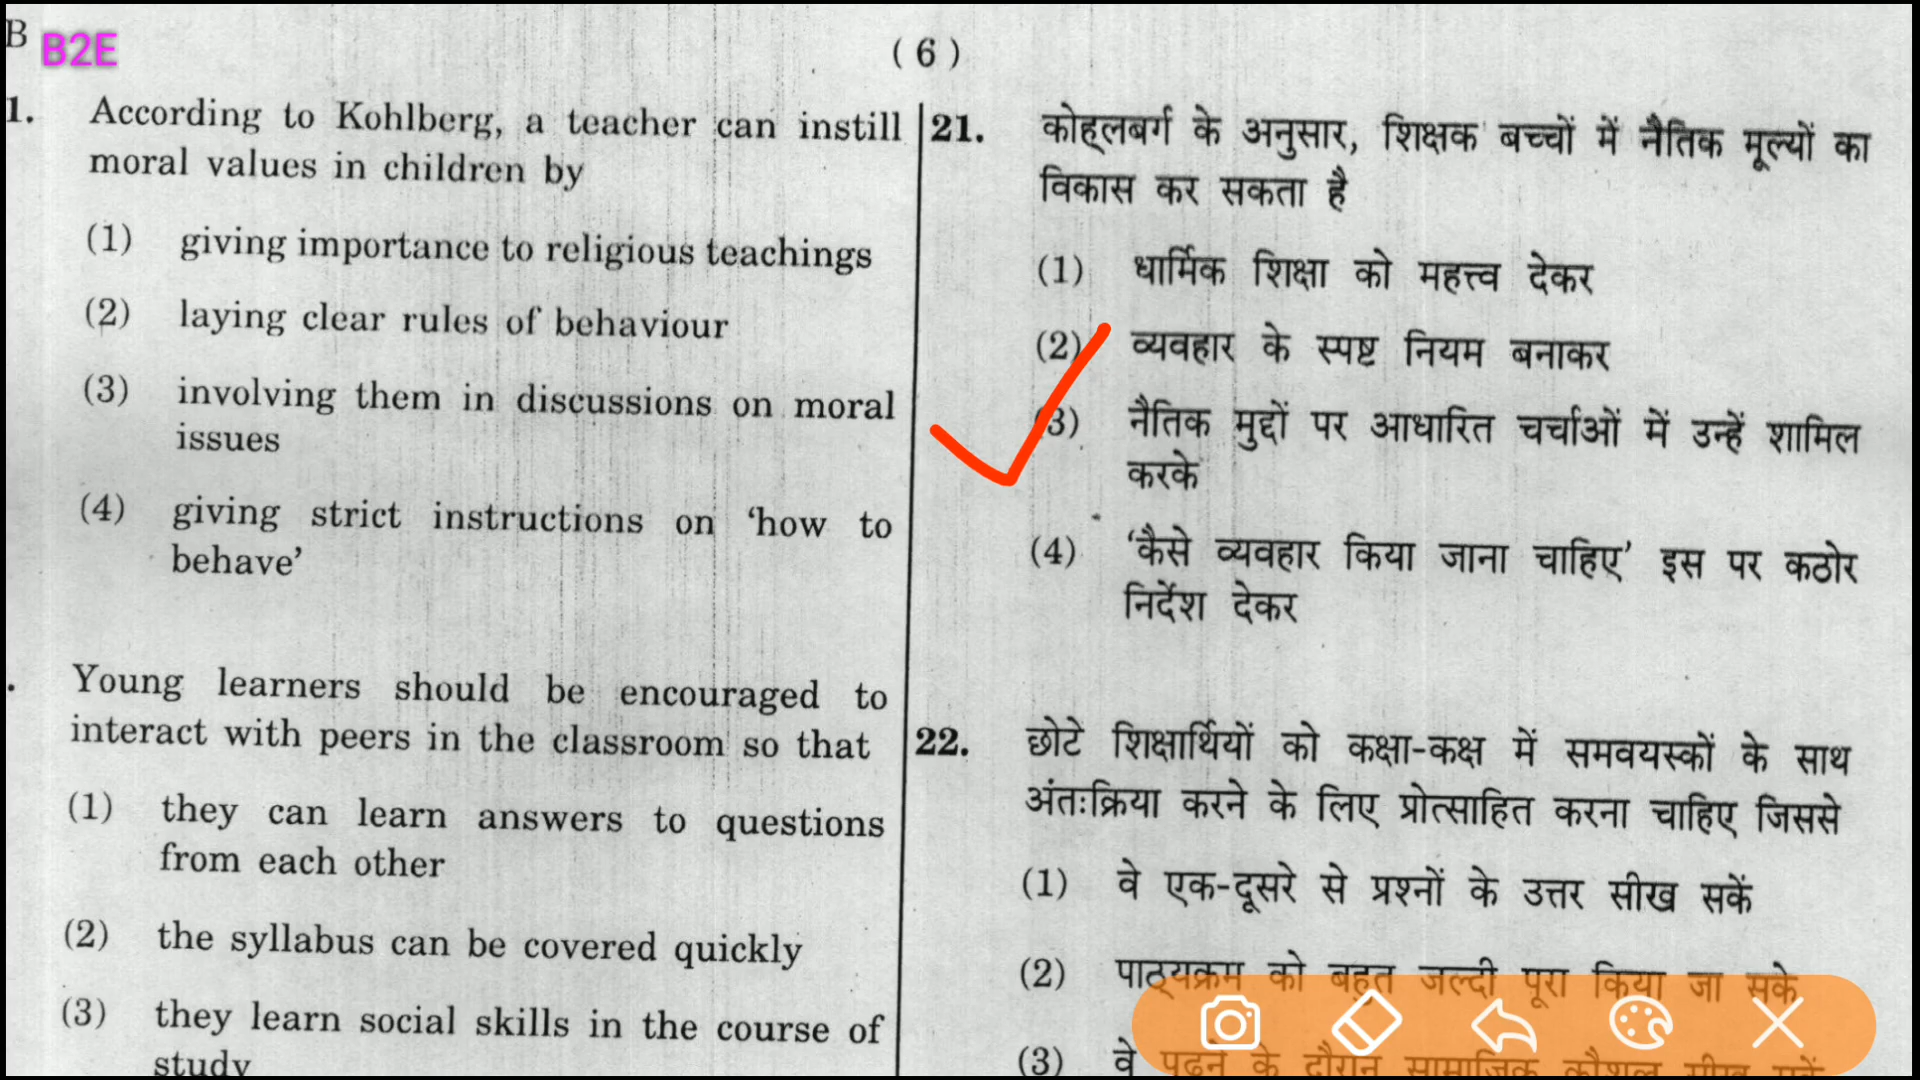 B
B2E
( 6 )
1. According to Kohlberg, a teacher can instill
moral values in children by
(1) giving importance to religious teachings
(2) laying clear rules of behaviour
(3) involving them in discussions on moral
issues
(4) giving strict instructions on ‘how to
behave’
. Young learners should be encouraged to
interact with peers in the classroom so that
(1) they can learn answers to questions
from each other
(2) the syllabus can be covered quickly
(3) they learn social skills in the course of
study
21. कोह्लबर्ग के अनुसार, शिक्षक बच्चों में नैतिक मूल्यों का
विकास कर सकता है
(1) धार्मिक शिक्षा को महत्त्व देकर
(2) व्यवहार के स्पष्ट नियम बनाकर
(3) नैतिक मुद्दों पर आधारित चर्चाओं में उन्हें शामिल
करके
(4) ‘कैसे व्यवहार किया जाना चाहिए’ इस पर कठोर
निर्देश देकर
22. छोटे शिक्षार्थियों को कक्षा-कक्ष में समवयस्कों के साथ
अंतःक्रिया करने के लिए प्रोत्साहित करना चाहिए जिससे
(1) वे एक-दूसरे से प्रश्नों के उत्तर सीख सकें
(2) पाठ्यक्रम को बहुत जल्दी पूरा किया जा सके
(3) वे पढ़ने के दौरान सामाजिक कौशल सीख सकें